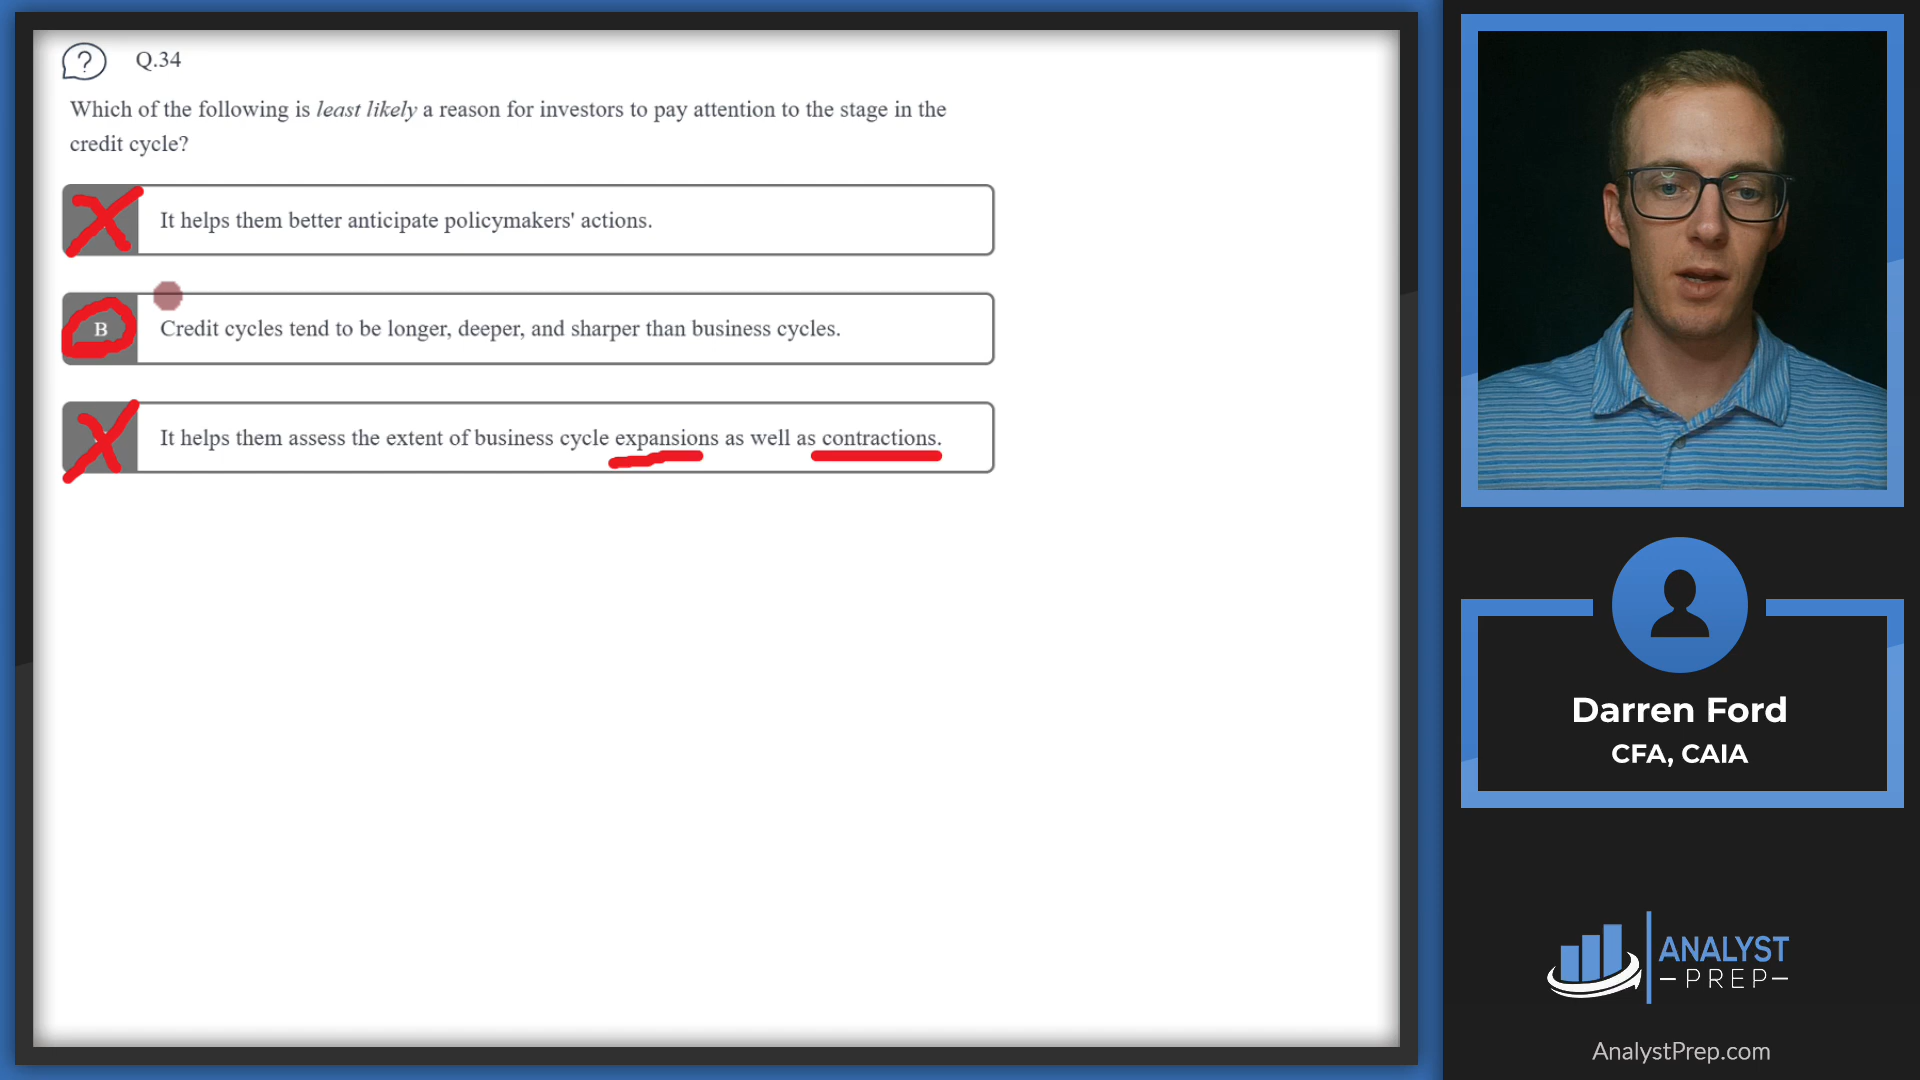 ?
Q.34
Which of the following is least likely a reason for investors to pay attention to the stage in the
credit cycle?
It helps them better anticipate policymakers' actions.
B
Credit cycles tend to be longer, deeper, and sharper than business cycles.
It helps them assess the extent of business cycle expansions as well as contractions.
Darren Ford
CFA, CAIA
ANALYST
PREP
AnalystPrep.com